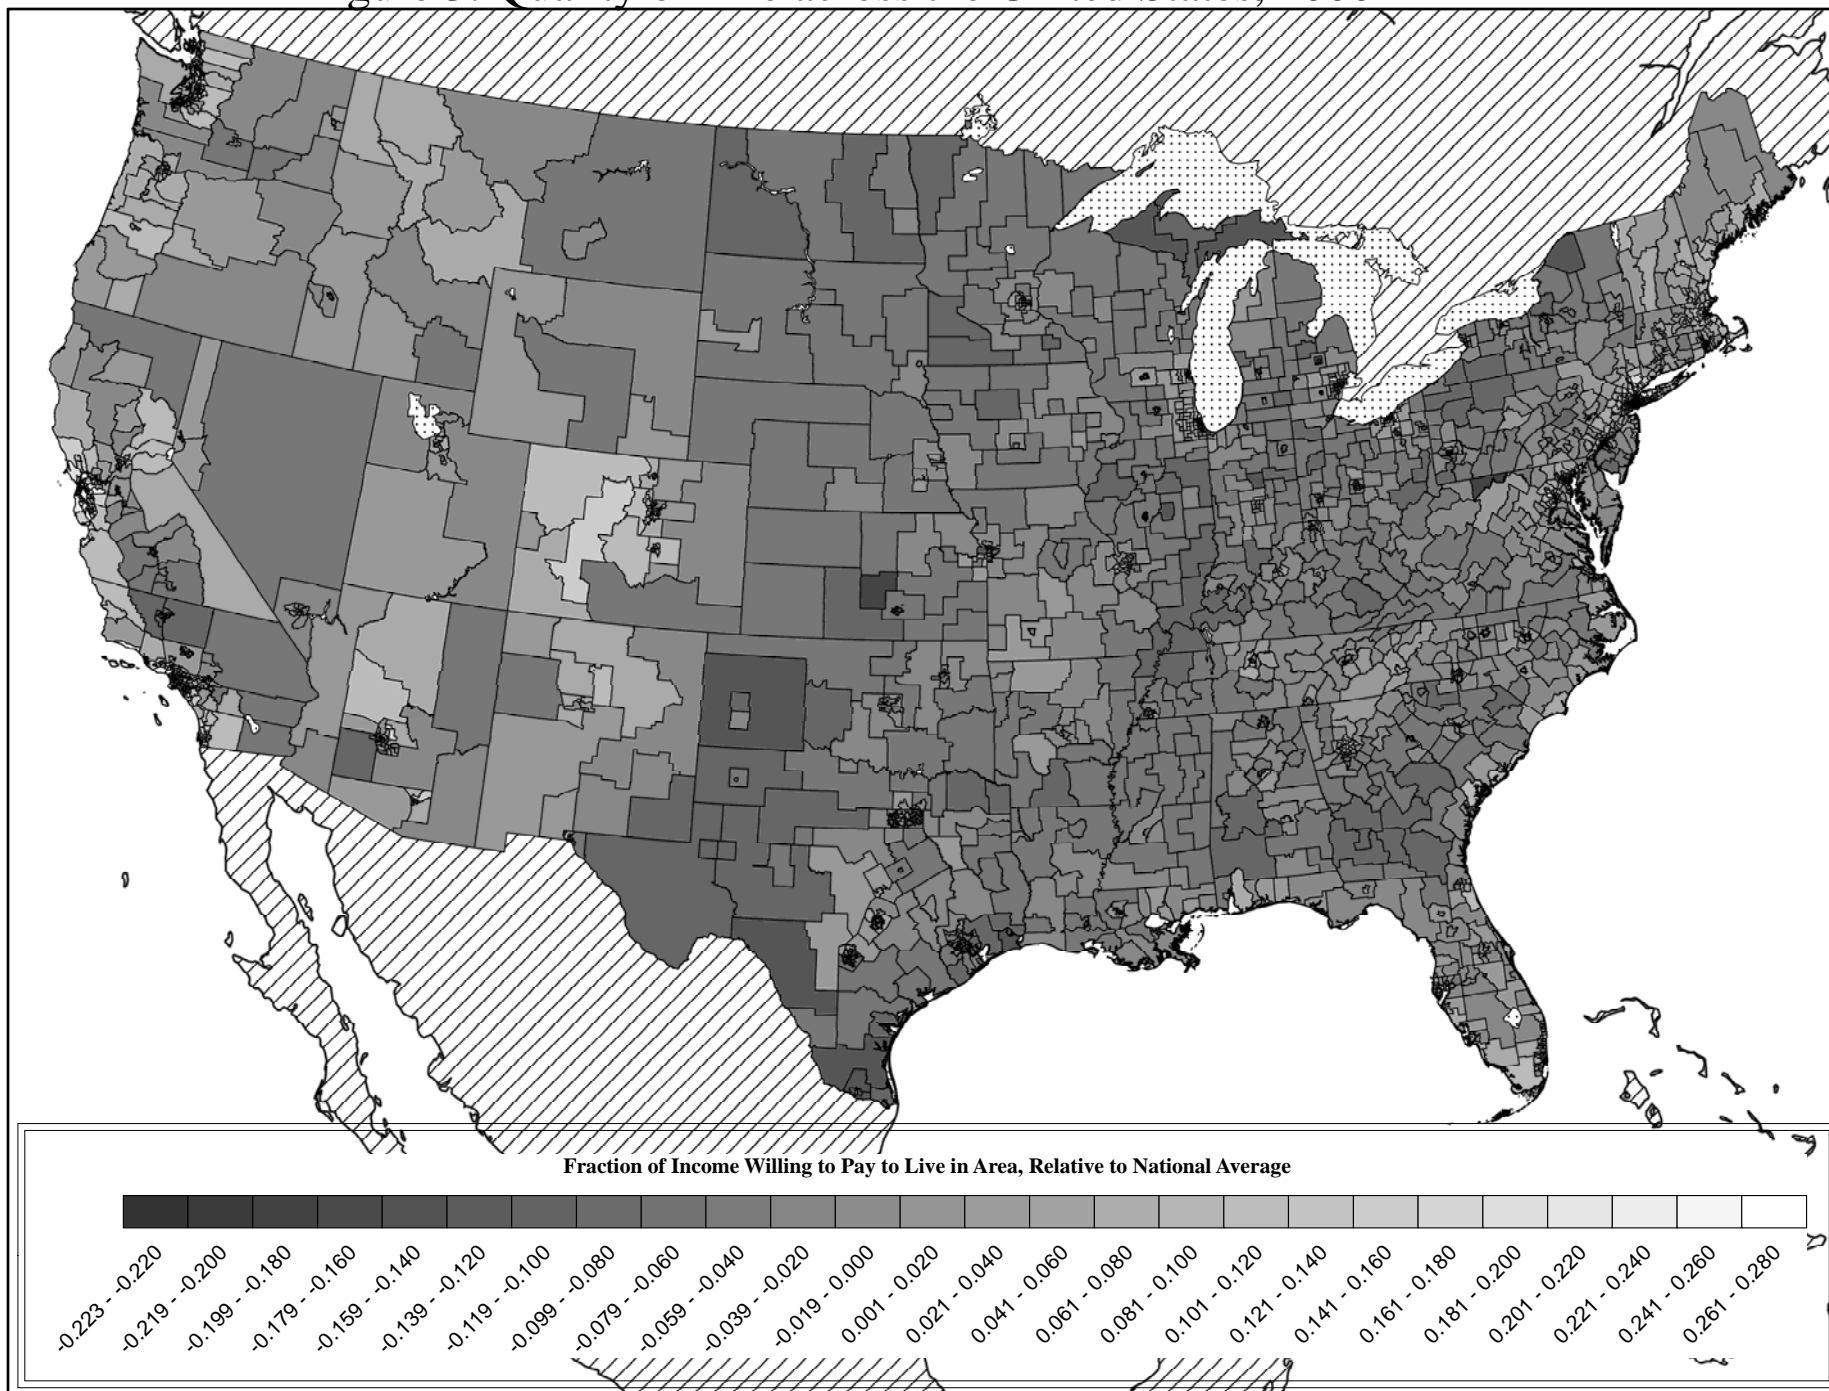 Fraction of Income Willing to Pay to Live in Area, Relative to National Average
-0.223 - -0.220
-0.219 - -0.200
-0.199 - -0.180
-0.179 - -0.160
-0.159 - -0.140
-0.139 - -0.120
-0.119 - -0.100
-0.099 - -0.080
-0.079 - -0.060
-0.059 - -0.040
-0.039 - -0.020
-0.019 - 0.000
0.001 - 0.020
0.021 - 0.040
0.041 - 0.060
0.061 - 0.080
0.081 - 0.100
0.101 - 0.120
0.121 - 0.140
0.141 - 0.160
0.161 - 0.180
0.181 - 0.200
0.201 - 0.220
0.221 - 0.240
0.241 - 0.260
0.261 - 0.280